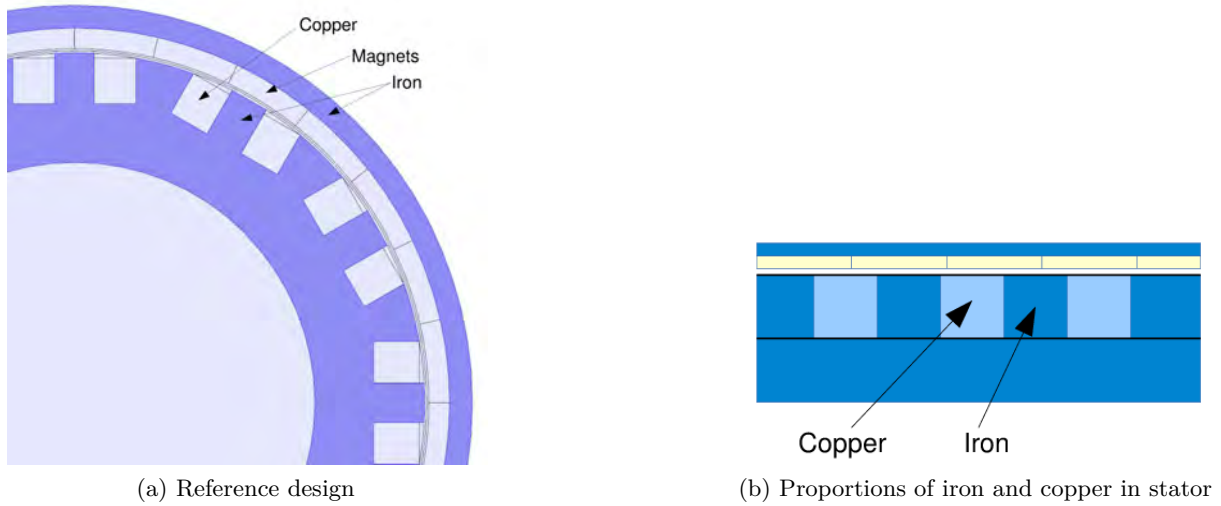 Copper
Magnets
Iron
Copper
Iron
(a) Reference design
(b) Proportions of iron and copper in stator